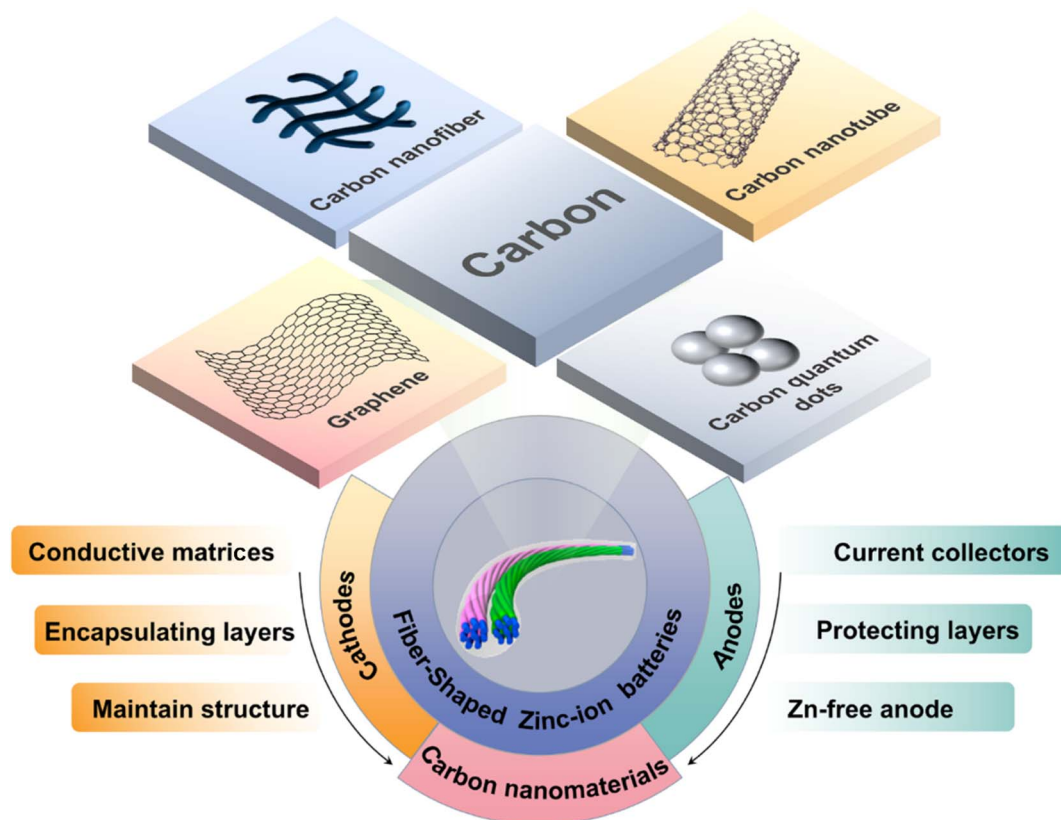 Carbon nanofiber
Carbon nanotube
Carbon
Graphene
Carbon quantum
dots
Conductive matrices
Encapsulating layers
Maintain structure
Cathodes
Fiber-Shaped Zinc-ion batteries
Anodes
Carbon nanomaterials
Current collectors
Protecting layers
Zn-free anode